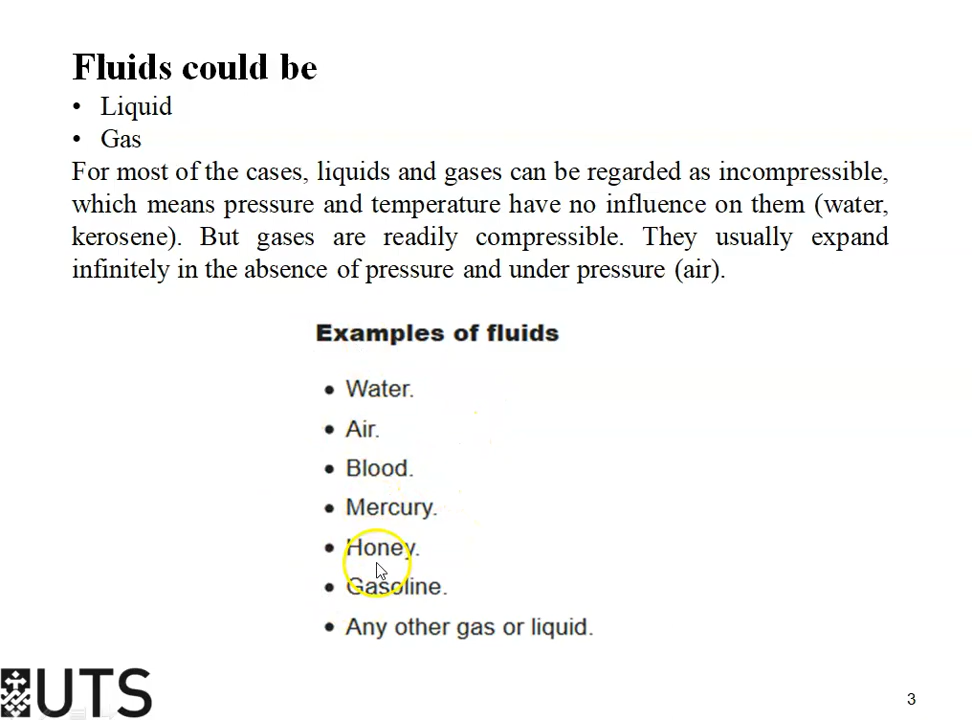 Fluids could be
• Liquid
• Gas
For most of the cases, liquids and gases can be regarded as incompressible,
which means pressure and temperature have no influence on them (water,
kerosene). But gases are readily compressible. They usually expand
infinitely in the absence of pressure and under pressure (air).
Examples of fluids
• Water.
• Air.
• Blood.
• Mercury.
• Honey.
• Gasoline.
• Any other gas or liquid.
UTS
3